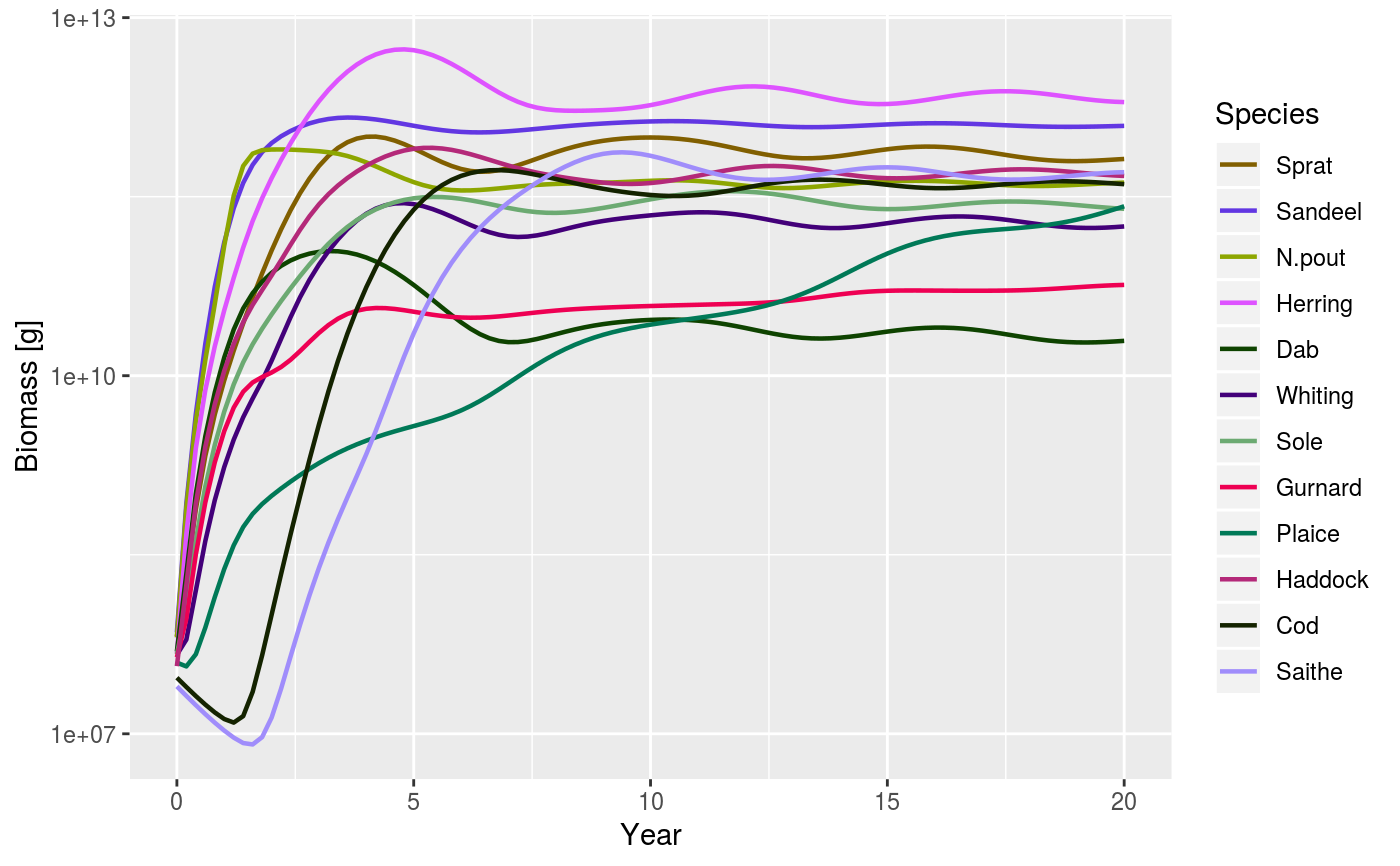 1e+13
1e+10
1e+07
Biomass [g]
0 5 10 15 20
Year
Species
Sprat
Sandeel
N.pout
Herring
Dab
Whiting
Sole
Gurnard
Plaice
Haddock
Cod
Saithe